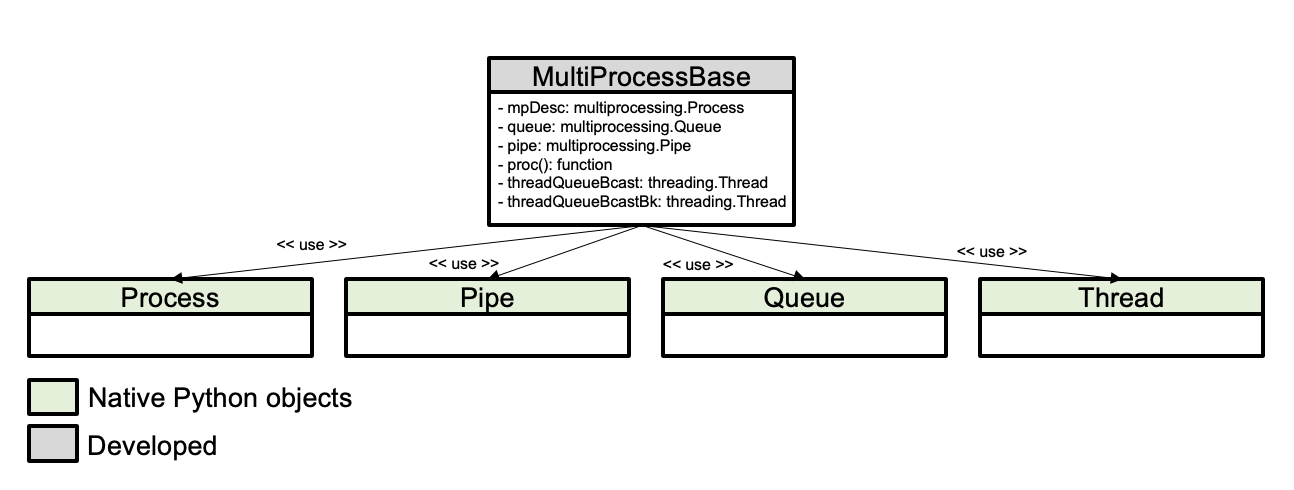 MultiProcessBase
- mpDesc: multiprocessing.Process
- queue: multiprocessing.Queue
- pipe: multiprocessing.Pipe
- proc(): function
- threadQueueBcast: threading.Thread
- threadQueueBcastBk: threading.Thread
<< use >>
<< use >>
<< use >>
<< use >>
Process
Pipe
Queue
Thread
Native Python objects
Developed